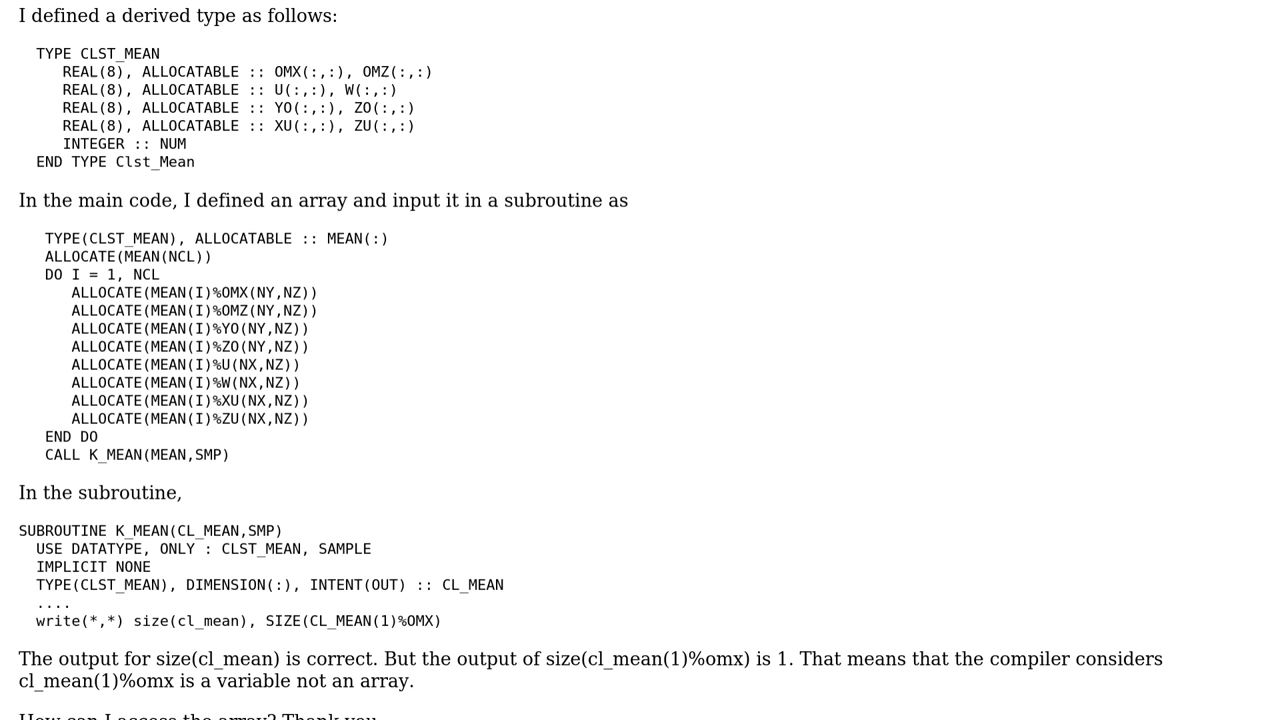 I defined a derived type as follows:
TYPE CLST_MEAN
REAL(8), ALLOCATABLE :: OMX(:,:), OMZ(:,:)
REAL(8), ALLOCATABLE :: U(:,:), W(:,:)
REAL(8), ALLOCATABLE :: YO(:,:), ZO(:,:)
REAL(8), ALLOCATABLE :: XU(:,:), ZU(:,:)
INTEGER :: NUM
END TYPE Clst_Mean
In the main code, I defined an array and input it in a subroutine as
TYPE(CLST_MEAN), ALLOCATABLE :: MEAN(:)
ALLOCATE(MEAN(NCL))
DO I = 1, NCL
ALLOCATE(MEAN(I)%OMX(NY,NZ))
ALLOCATE(MEAN(I)%OMZ(NY,NZ))
ALLOCATE(MEAN(I)%YO(NY,NZ))
ALLOCATE(MEAN(I)%ZO(NY,NZ))
ALLOCATE(MEAN(I)%U(NX,NZ))
ALLOCATE(MEAN(I)%W(NX,NZ))
ALLOCATE(MEAN(I)%XU(NX,NZ))
ALLOCATE(MEAN(I)%ZU(NX,NZ))
END DO
CALL K_MEAN(MEAN,SMP)
In the subroutine,
SUBROUTINE K_MEAN(CL_MEAN,SMP)
USE DATATYPE, ONLY : CLST_MEAN, SAMPLE
IMPLICIT NONE
TYPE(CLST_MEAN), DIMENSION(:), INTENT(OUT) :: CL_MEAN
....
write(*,*) size(cl_mean), SIZE(CL_MEAN(1)%OMX)
The output for size(cl_mean) is correct. But the output of size(cl_mean(1)%omx) is 1. That means that the compiler considers
cl_mean(1)%omx is a variable not an array.
How can I access the array? Thank you